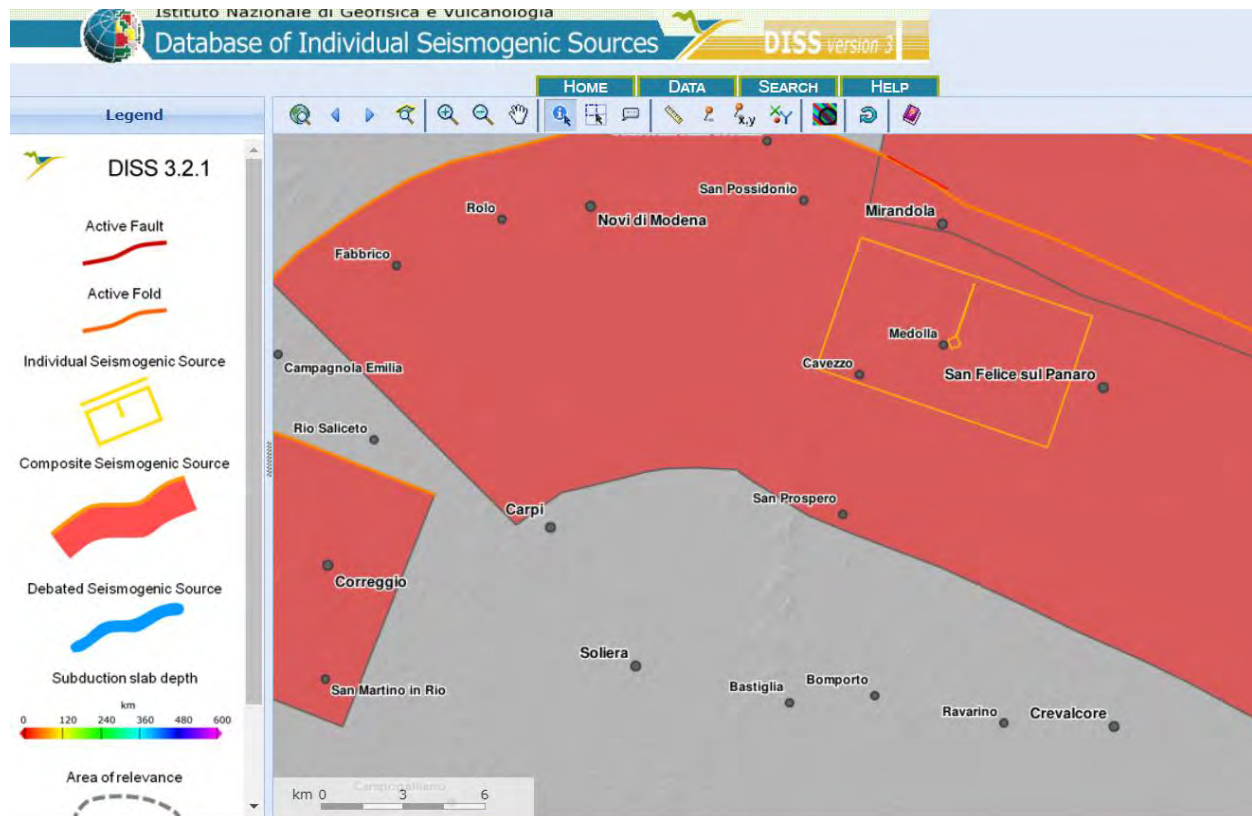 Istituto Nazionale di Geofisica e Vulcanologia
Database of Individual Seismogenic Sources
DISS version 3
HOME
DATA
SEARCH
HELP
Legend
x,y
DISS 3.2.1
Active Fault
Active Fold
Individual Seismogenic Source
Composite Seismogenic Source
Debated Seismogenic Source
Subduction slab depth
km
0 120 240 360 480 600
Area of relevance
San Possidonio
Rolo
Novi di Modena
Mirandola
Fabbrico
Medolla
Campagnola Emilia
Cavezzo
San Felice sul Panaro
Rio Saliceto
San Prospero
Carpi
Correggio
Soliera
San Martino in Rio
Bastiglia
Bomporto
Ravarino
Crevalcore
Campogalliano
km 0 3 6